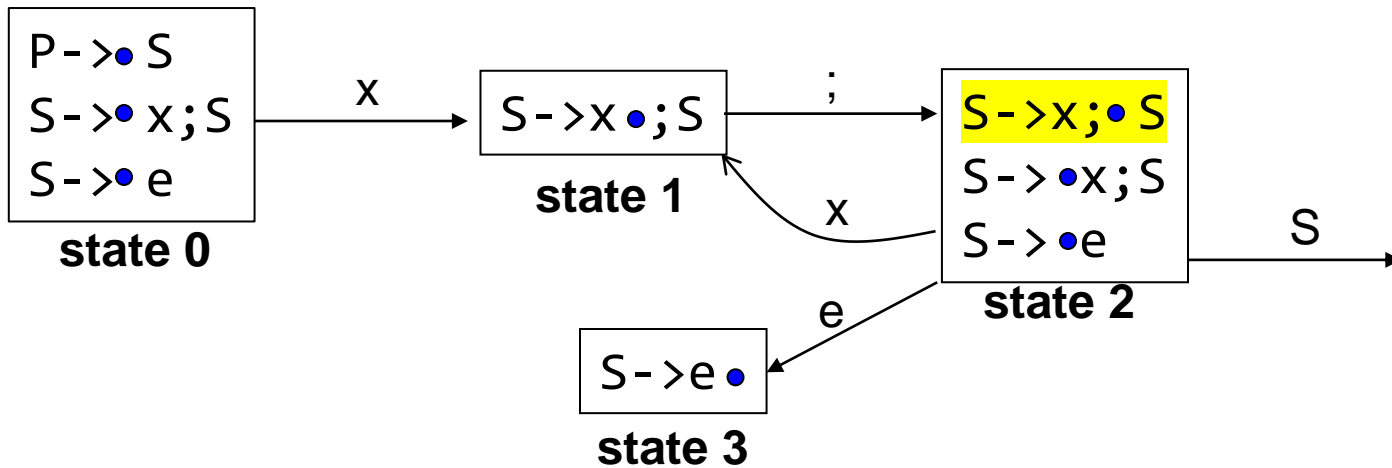 P->• S
S->• x;S
S->• e
state 0
x
S->x •;S
state 1
;
S->x;• S
S-> •x;S
S-> •e
state 2
x
S
e
S->e •
state 3